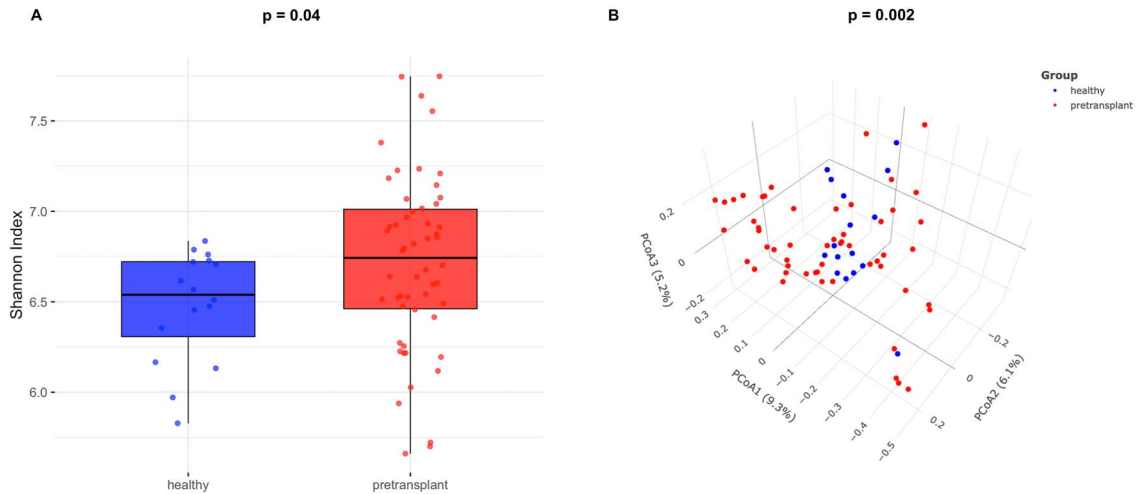 A
p = 0.04
Shannon Index
7.5
7.0
6.5
6.0
healthy
pretransplant
B
p = 0.002
Group
healthy
pretransplant
0.2
0
−0.2
PCoA3 (5.2%)
0.3
0.2
0.1
0
−0.1
−0.2
−0.3
−0.4
−0.5
PCoA1 (9.3%)
−0.2
0
0.2
PCoA2 (6.1%)